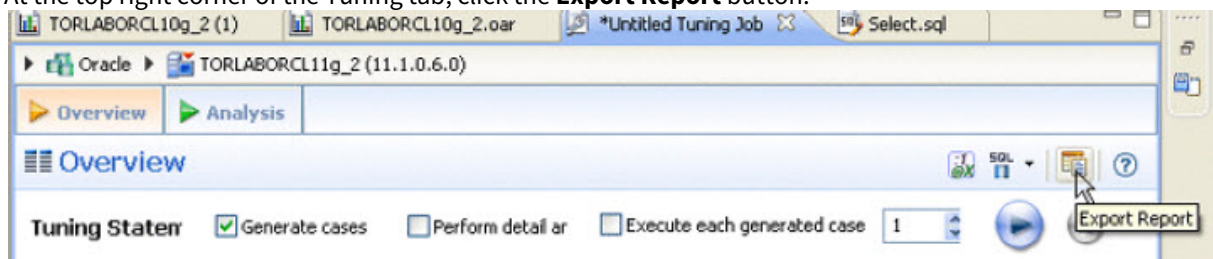 At the top right corner of the Tuning tab, click the Export Report button.
TORLABORCL10g_2 (1) TORLABORCL10g_2.oar *Untitled Tuning Job Select.sql
Oracle TORLABORCL11g_2 (11.1.0.6.0)
Overview Analysis
Overview SQL
Tuning Statem Generate cases Perform detail ar Execute each generated case 1
Export Report